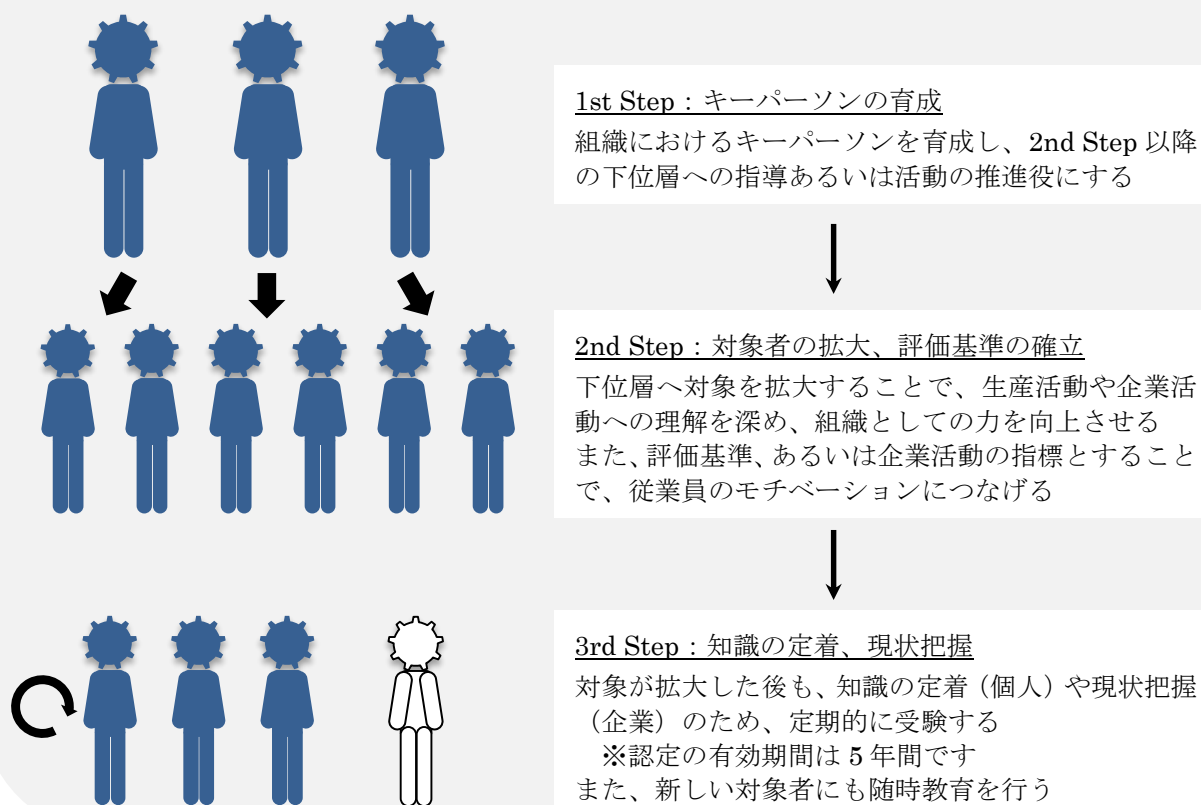 1st Step：キーパーソンの育成
組織におけるキーパーソンを育成し、2nd Step 以降
の下位層への指導あるいは活動の推進役にする
2nd Step：対象者の拡大、評価基準の確立
下位層へ対象を拡大することで、生産活動や企業活
動への理解を深め、組織としての力を向上させる
また、評価基準、あるいは企業活動の指標とすること
で、従業員のモチベーションにつなげる
3rd Step：知識の定着、現状把握
対象が拡大した後も、知識の定着（個人）や現状把握
（企業）のため、定期的に受験する
※認定の有効期間は 5 年間です
また、新しい対象者にも随時教育を行う